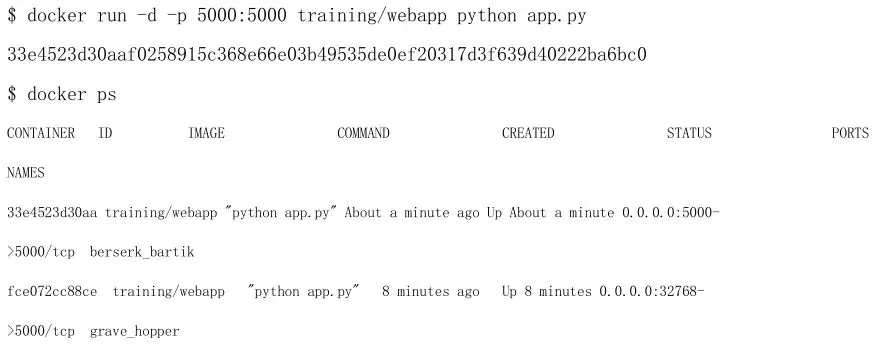 $ docker run -d -p 5000:5000 training/webapp python app.py
33e4523d30aaf0258915c368e66e03b49535de0ef20317d3f639d40222ba6bc0
$ docker ps
CONTAINER ID IMAGE COMMAND CREATED STATUS PORTS
NAMES
33e4523d30aa training/webapp "python app.py" About a minute ago Up About a minute 0.0.0.0:5000-
>5000/tcp berserk_bartik
fce072cc88ce training/webapp "python app.py" 8 minutes ago Up 8 minutes 0.0.0.0:32768-
>5000/tcp grave_hopper